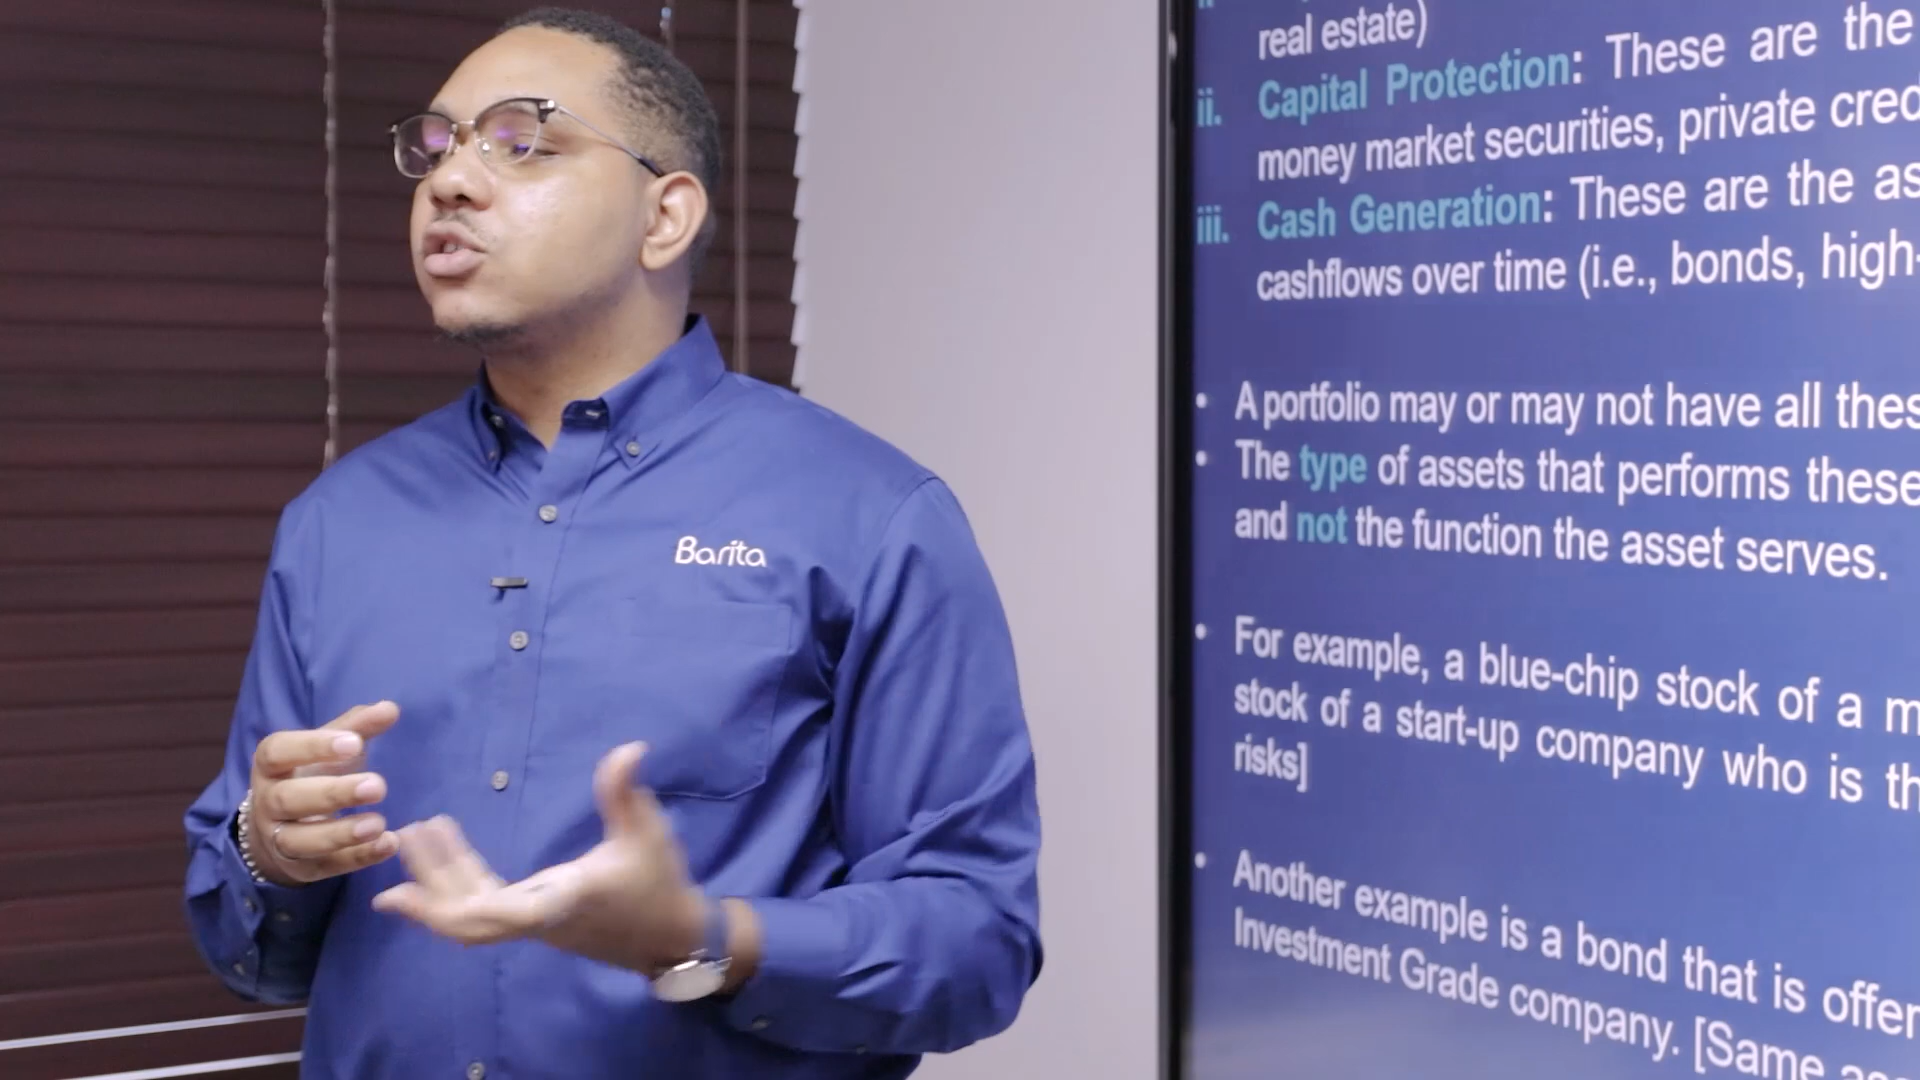 Barita
real estate)
ii. Capital Protection: These are the
money market securities, private cred
iii. Cash Generation: These are the as
cashflows over time (i.e., bonds, high-
• A portfolio may or may not have all thes
• The type of assets that performs these
and not the function the asset serves.
• For example, a blue-chip stock of a m
stock of a start-up company who is th
risks]
• Another example is a bond that is offer
Investment Grade company. [Same as